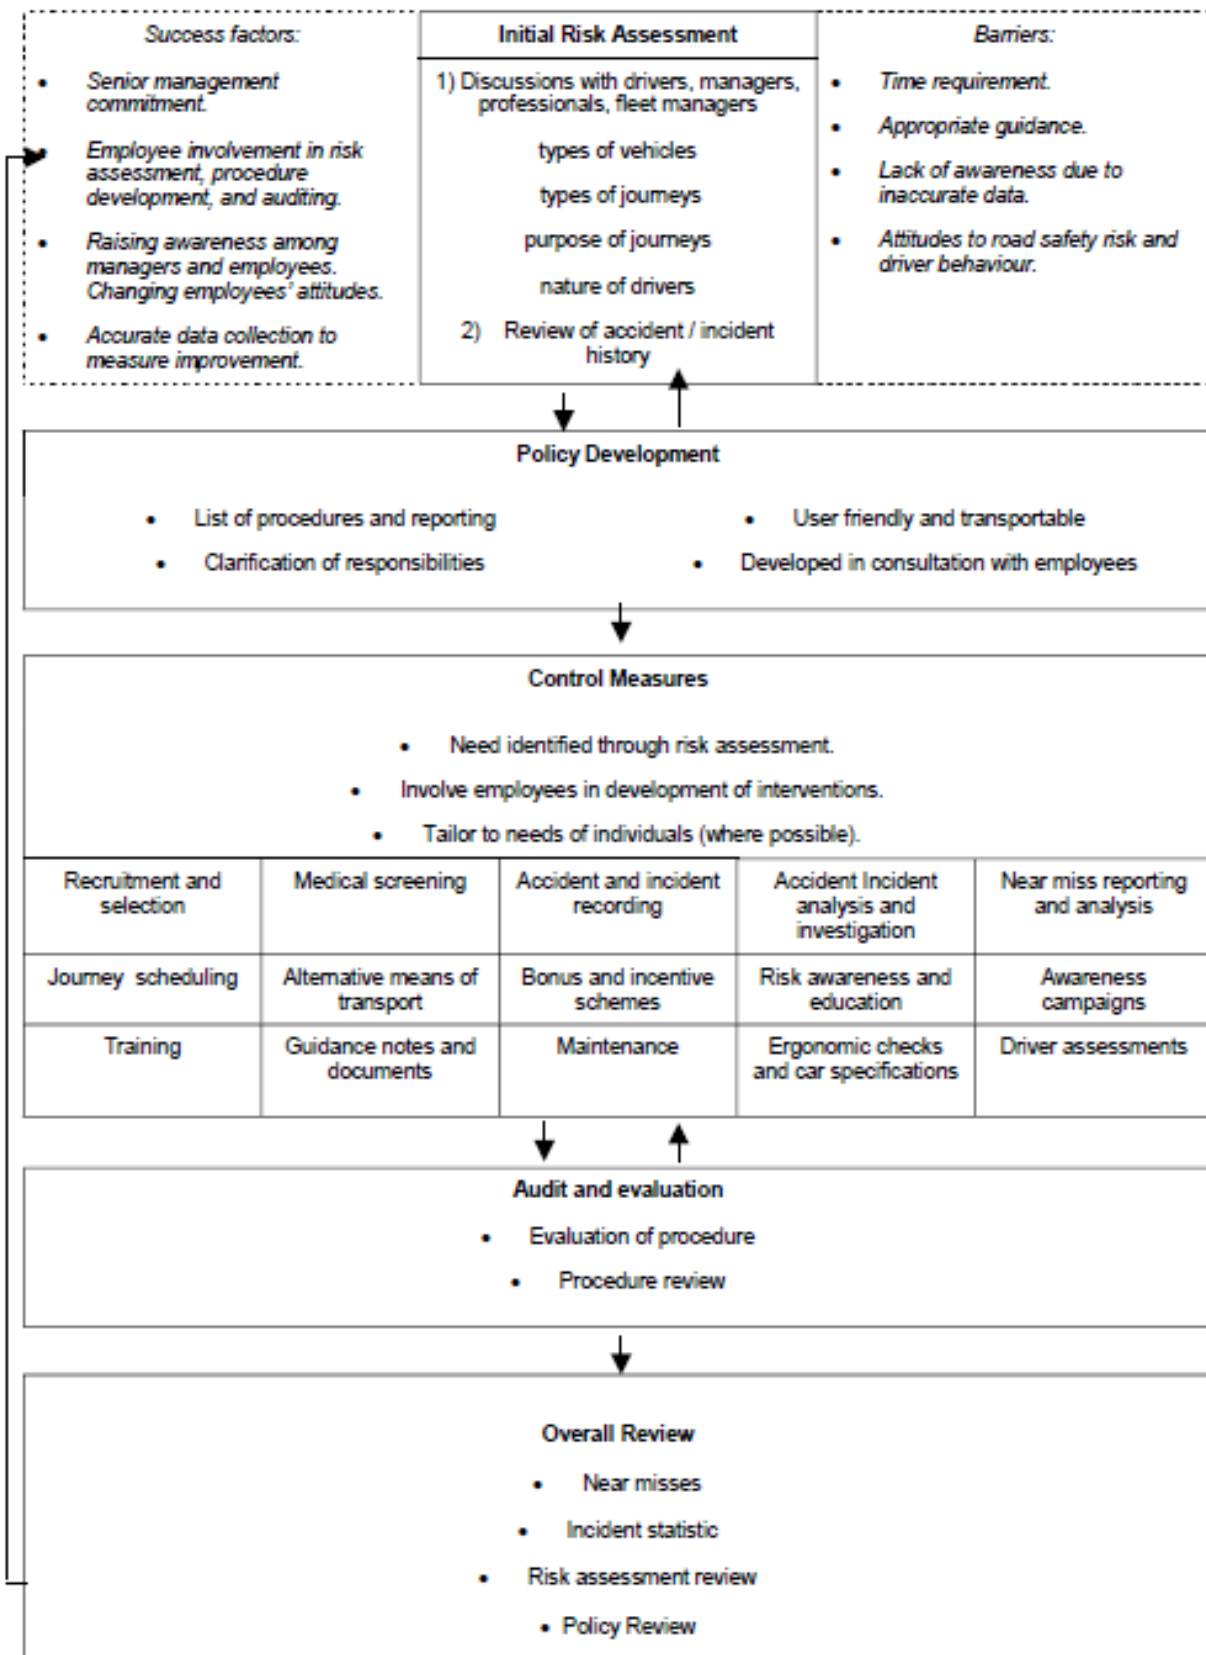 Success factors:
• Senior management
commitment.
• Employee involvement in risk
assessment, procedure
development, and auditing.
• Raising awareness among
managers and employees.
Changing employees' attitudes.
• Accurate data collection to
measure improvement.
Initial Risk Assessment
1) Discussions with drivers, managers,
professionals, fleet managers
types of vehicles
types of journeys
purpose of journeys
nature of drivers
2) Review of accident / incident
history
Barriers:
• Time requirement.
• Appropriate guidance.
• Lack of awareness due to
inaccurate data.
• Attitudes to road safety risk and
driver behaviour.
Policy Development
• List of procedures and reporting
• User friendly and transportable
• Clarification of responsibilities
• Developed in consultation with employees
Control Measures
• Need identified through risk assessment.
• Involve employees in development of interventions.
• Tailor to needs of individuals (where possible).
Recruitment and
selection
Medical screening
Accident and incident
recording
Accident Incident
analysis and
investigation
Near miss reporting
and analysis
Journey scheduling
Alternative means of
transport
Bonus and incentive
schemes
Risk awareness and
education
Awareness
campaigns
Training
Guidance notes and
documents
Maintenance
Ergonomic checks
and car specifications
Driver assessments
Audit and evaluation
• Evaluation of procedure
• Procedure review
Overall Review
• Near misses
• Incident statistic
• Risk assessment review
• Policy Review